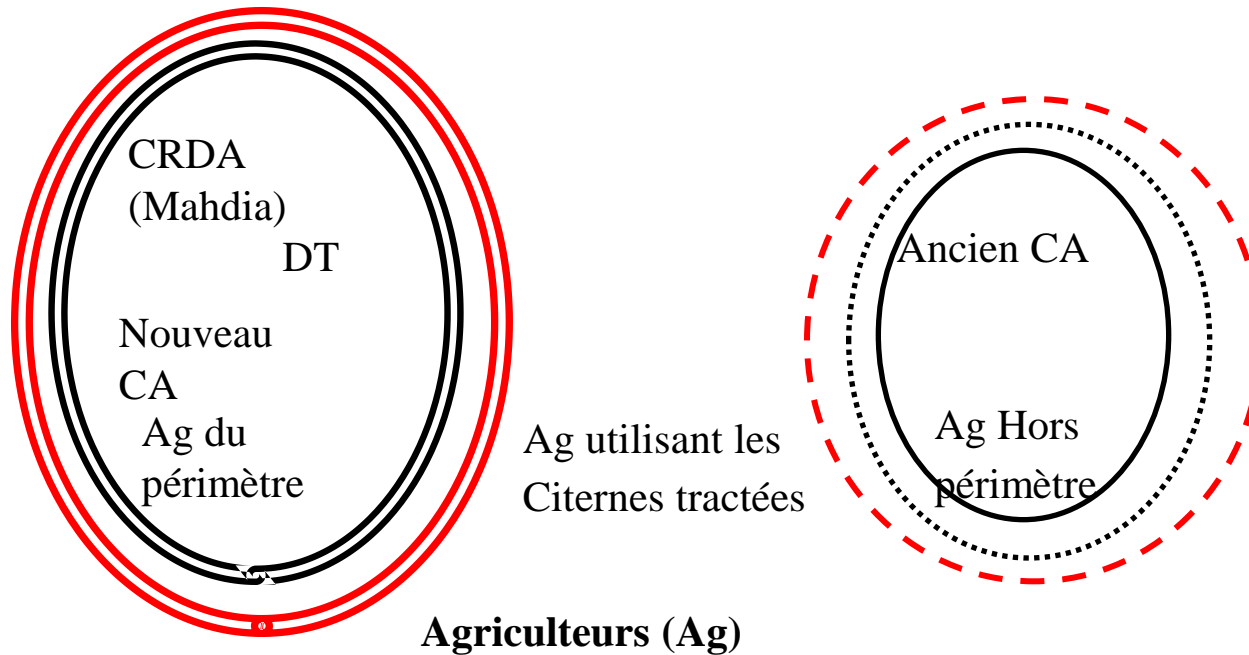 CRDA
(Mahdia)
DT
Nouveau
CA
Ag du
périmètre
Ag utilisant les
Citernes tractées
Ancien CA
Ag Hors
périmètre
Agriculteurs (Ag)